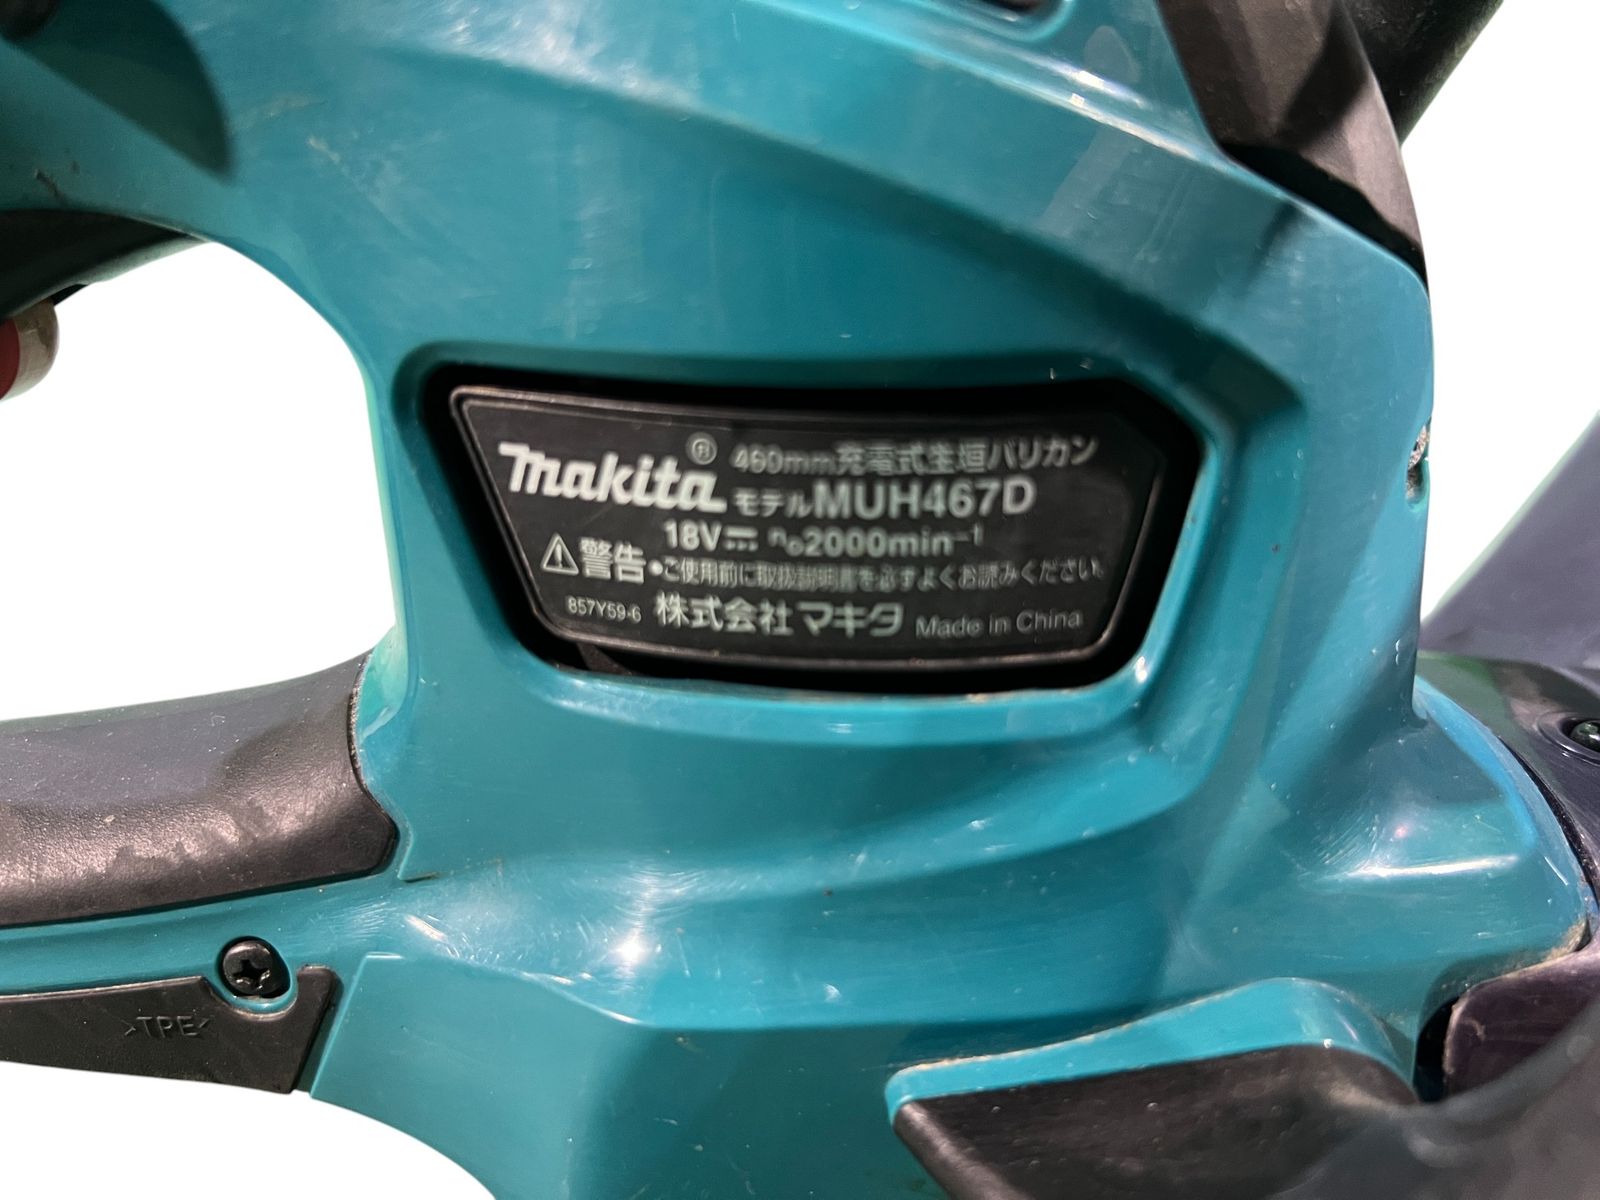 makita® 460mm充電式生垣バリカン
モデルMUH467D
18V⎓ n₀2000min⁻¹
⚠警告 •ご使用前に取扱説明書を必ずよくお読みください。
857Y59-6 株式会社マキタ Made in China
>TPE<